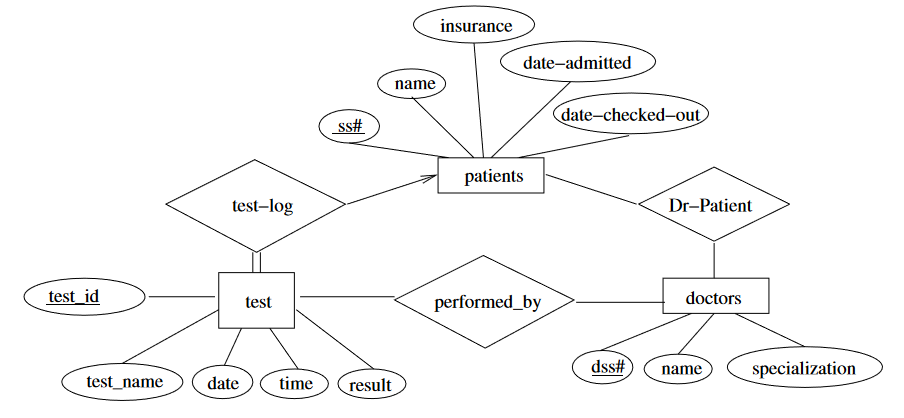 insurance
date-admitted
name
date-checked-out
ss#
patients
test-log
Dr-Patient
test_id
test
performed_by
doctors
test_name
date
time
result
dss#
name
specialization